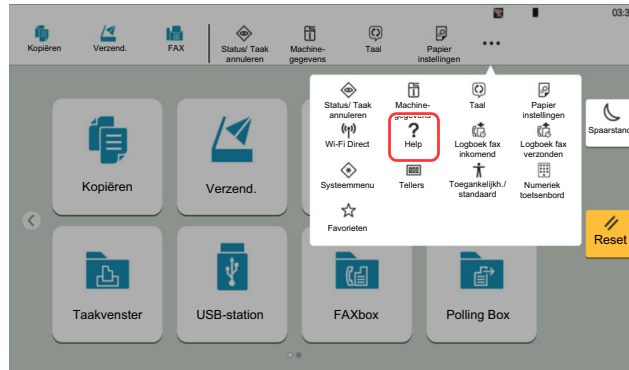 03:3
Kopiëren
Verzend.
FAX
Status/ Taak
annuleren
Machine-
gegevens
Taal
Papier
instellingen
Status/ Taak
annuleren
Machine-
gegevens
Taal
Papier
instellingen
Wi-Fi Direct
Help
Logboek fax
inkomend
Logboek fax
verzonden
Systeemmenu
Tellers
Toegankelijkh./
standaard
Numeriek
toetsenbord
Favorieten
Spaarstand
Kopiëren
Verzend.
Reset
Taakvenster
USB-station
FAXbox
Polling Box